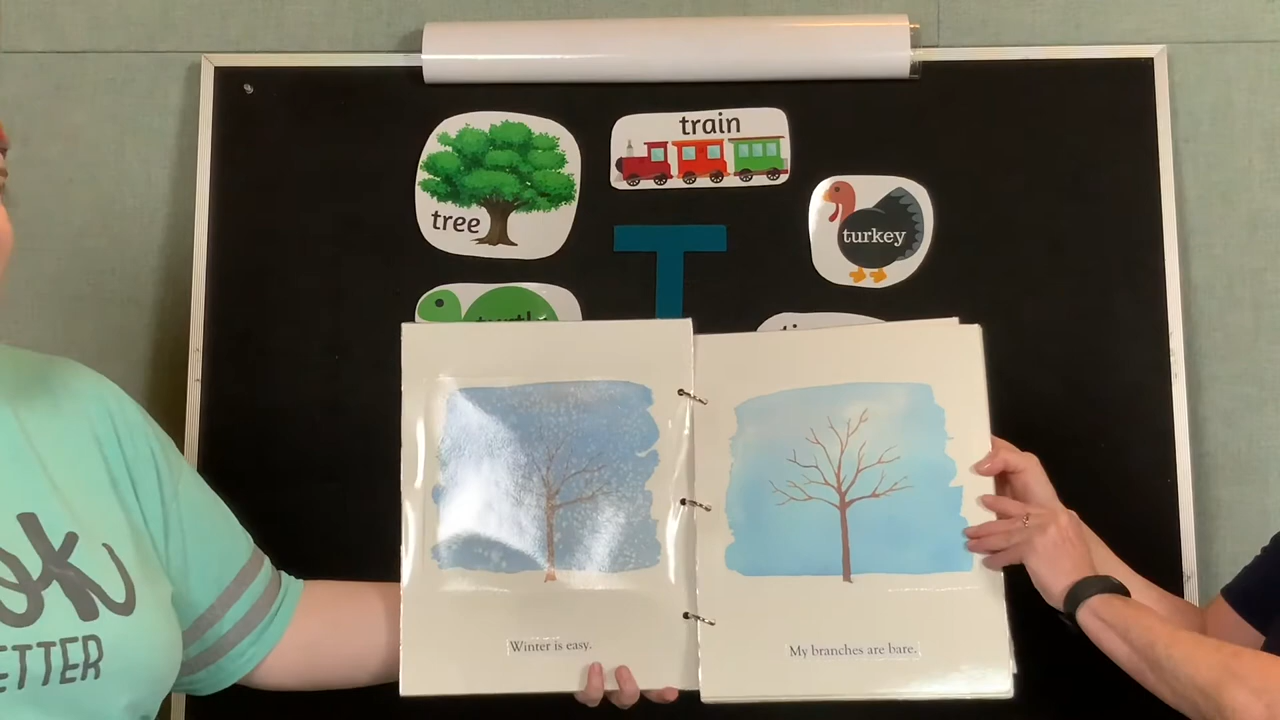 train
tree
turkey
T
Winter is easy.
My branches are bare.
ETTER